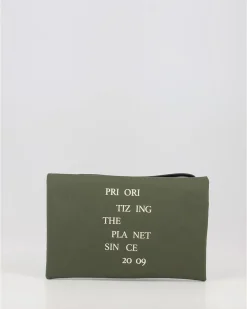 PRI ORI
TIZ ING
THE
PLA NET
SIN CE
20 09